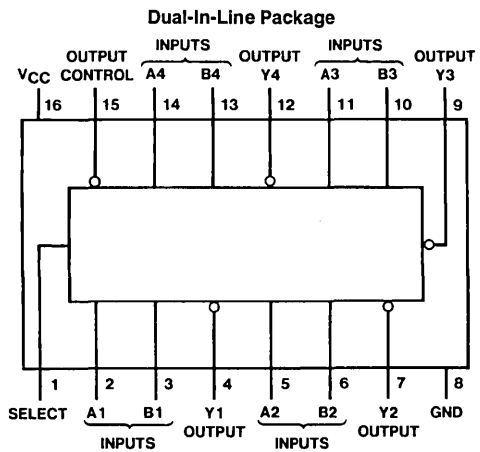 Dual-In-Line Package
OUTPUT INPUTS OUTPUT INPUTS OUTPUT
VCC CONTROL A4 B4 Y4 A3 B3 Y3
16 15 14 13 12 11 10 9
1 2 3 4 5 6 7 8
SELECT A1 B1 Y1 A2 B2 Y2 GND
INPUTS OUTPUT INPUTS OUTPUT